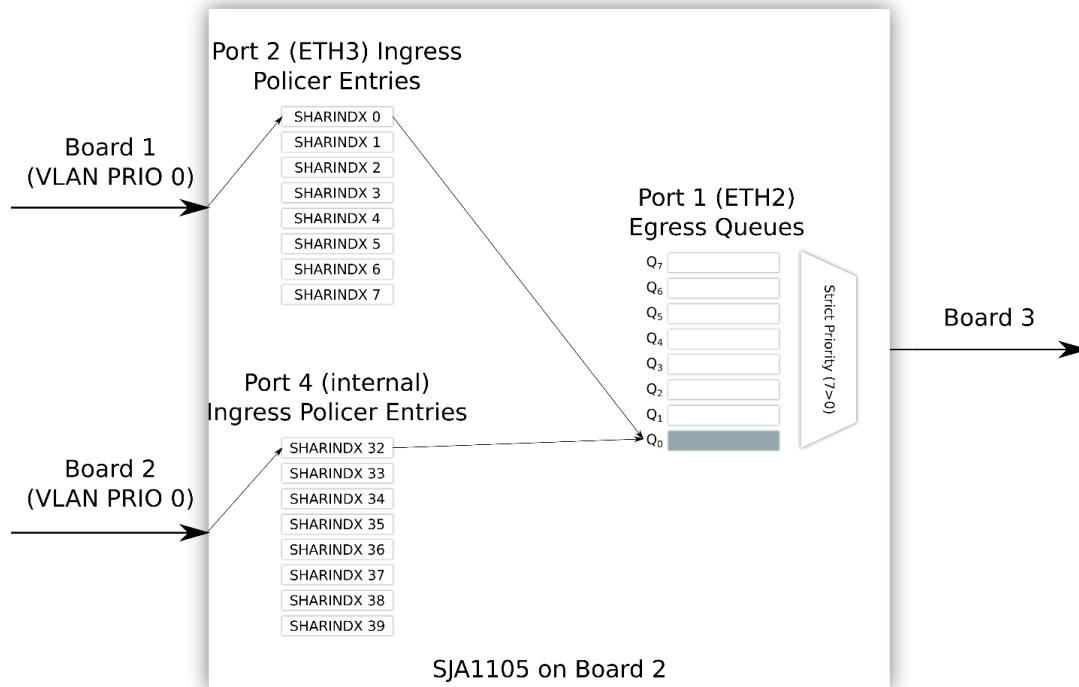 Port 2 (ETH3) Ingress
Policer Entries
SHARINDX 0
SHARINDX 1
SHARINDX 2
SHARINDX 3
SHARINDX 4
SHARINDX 5
SHARINDX 6
SHARINDX 7
Board 1
(VLAN PRIO 0)
Port 4 (internal)
Ingress Policer Entries
SHARINDX 32
SHARINDX 33
SHARINDX 34
SHARINDX 35
SHARINDX 36
SHARINDX 37
SHARINDX 38
SHARINDX 39
Board 2
(VLAN PRIO 0)
Port 1 (ETH2)
Egress Queues
Q7
Q6
Q5
Q4
Q3
Q2
Q1
Q0
Strict Priority (7>0)
Board 3
SJA1105 on Board 2